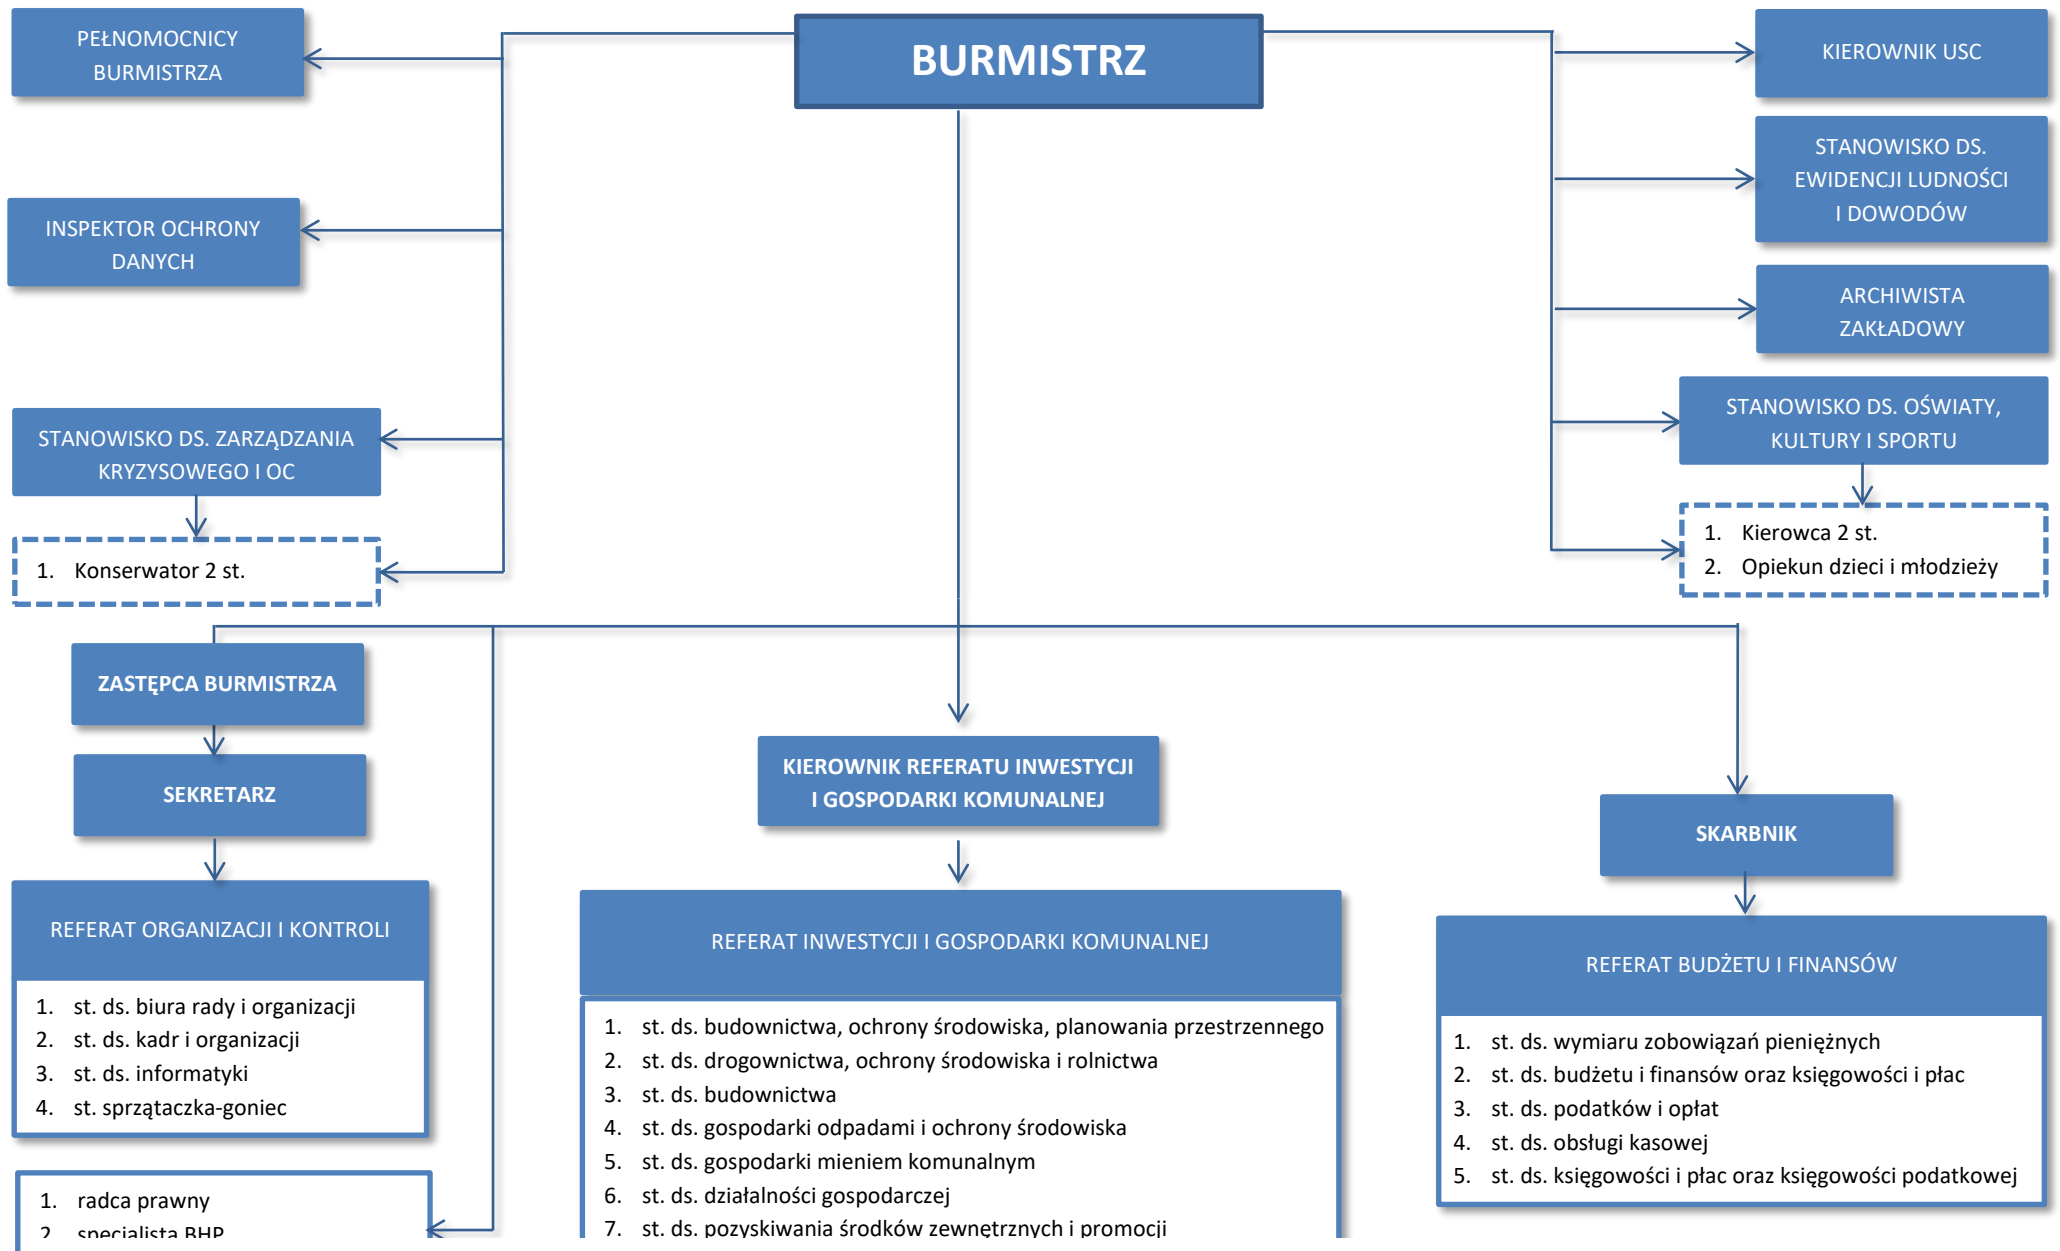 PEŁNOMOCNICY
BURMISTRZA
BURMISTRZ
KIEROWNIK USC
STANOWISKO DS.
EWIDENCJI LUDNOŚCI
I DOWODÓW
INSPEKTOR OCHRONY
DANYCH
ARCHIWISTA
ZAKŁADOWY
STANOWISKO DS. ZARZĄDZANIA
KRYZYSOWEGO I OC
STANOWISKO DS. OŚWIATY,
KULTURY I SPORTU
1. Konserwator 2 st.
1. Kierowca 2 st.
2. Opiekun dzieci i młodzieży
ZASTĘPCA BURMISTRZA
SEKRETARZ
KIEROWNIK REFERATU INWESTYCJI
I GOSPODARKI KOMUNALNEJ
SKARBNIK
REFERAT ORGANIZACJI I KONTROLI
1. st. ds. biura rady i organizacji
2. st. ds. kadr i organizacji
3. st. ds. informatyki
4. st. sprzątaczka-goniec
1. radca prawny
2. specjalista BHP
REFERAT INWESTYCJI I GOSPODARKI KOMUNALNEJ
1. st. ds. budownictwa, ochrony środowiska, planowania przestrzennego
2. st. ds. drogownictwa, ochrony środowiska i rolnictwa
3. st. ds. budownictwa
4. st. ds. gospodarki odpadami i ochrony środowiska
5. st. ds. gospodarki mieniem komunalnym
6. st. ds. działalności gospodarczej
7. st. ds. pozyskiwania środków zewnętrznych i promocji
REFERAT BUDŻETU I FINANSÓW
1. st. ds. wymiaru zobowiązań pieniężnych
2. st. ds. budżetu i finansów oraz księgowości i płac
3. st. ds. podatków i opłat
4. st. ds. obsługi kasowej
5. st. ds. księgowości i płac oraz księgowości podatkowej